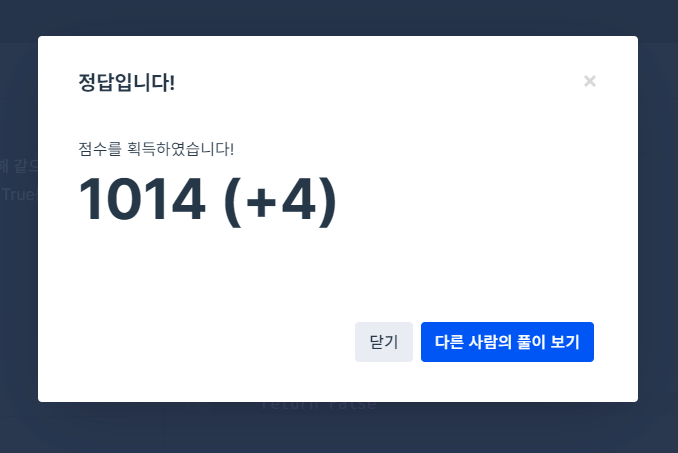 정답입니다!
×
점수를 획득하였습니다!
1014 (+4)
True
닫기
다른 사람의 풀이 보기
return False